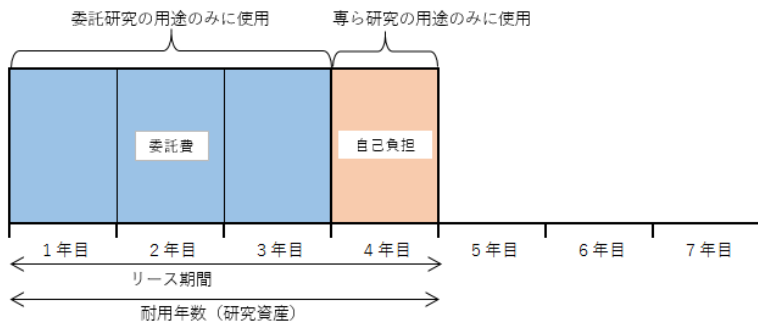 委託研究の用途のみに使用
専ら研究の用途のみに使用
委託費
自己負担
1年目
2年目
3年目
4年目
5年目
6年目
7年目
リース期間
耐用年数（研究資産）